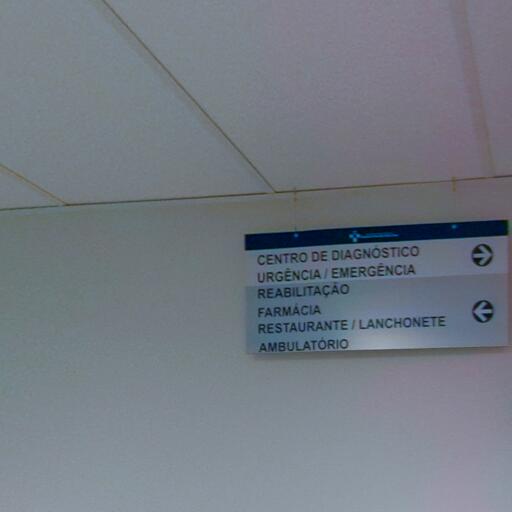 CENTRO DE DIAGNÓSTICO
URGÊNCIA / EMERGÊNCIA
REABILITAÇÃO
FARMÁCIA
RESTAURANTE / LANCHONETE
AMBULATÓRIO